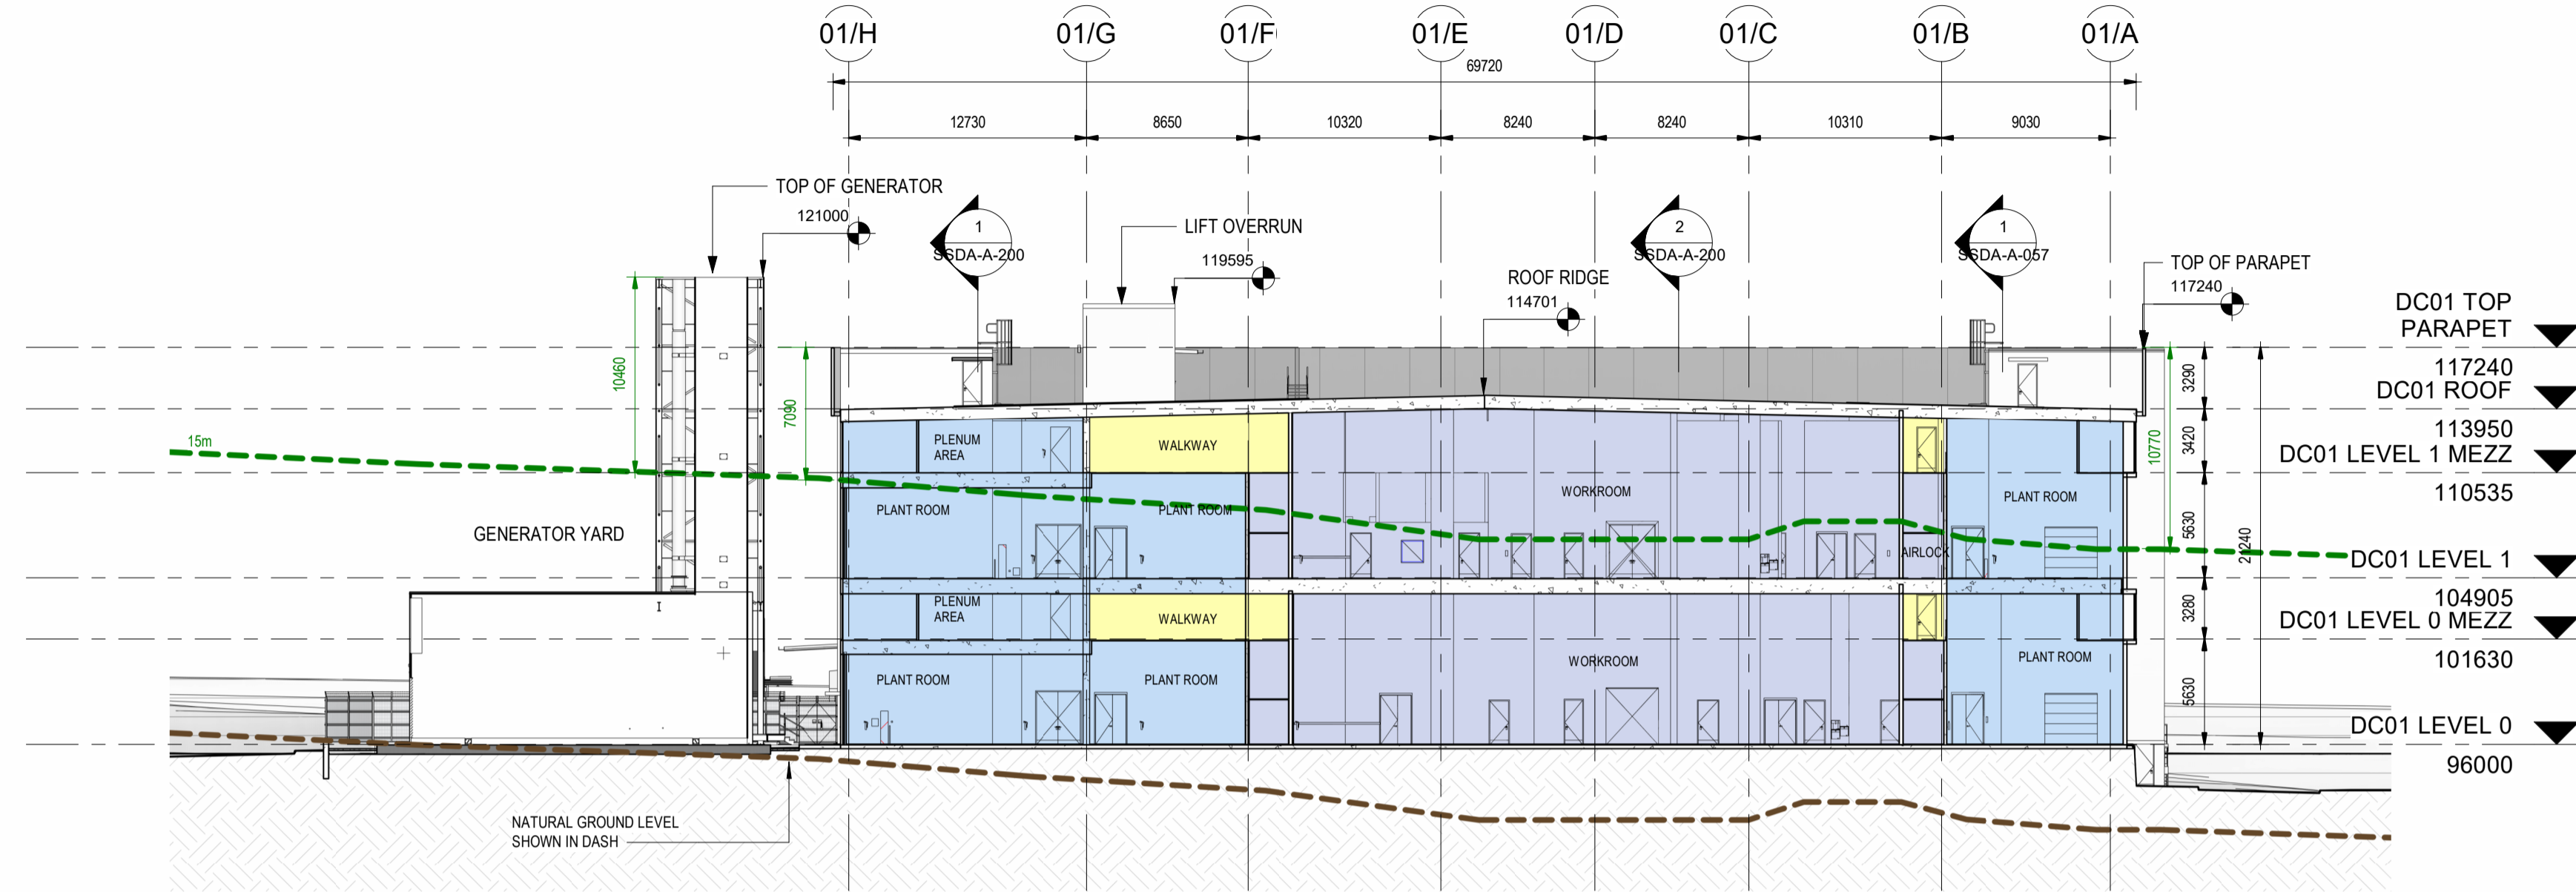 01/H 01/G 01/F 01/E 01/D 01/C 01/B 01/A
69720
12730 8650 10320 8240 8240 10310 9030
TOP OF GENERATOR
121000
1
SSDA-A-200
LIFT OVERRUN
119595
ROOF RIDGE
114701
2
SSDA-A-200
1
SSDA-A-057
TOP OF PARAPET
117240
DC01 TOP
PARAPET
117240
DC01 ROOF
113950
DC01 LEVEL 1 MEZZ
110535
DC01 LEVEL 1
104905
DC01 LEVEL 0 MEZZ
101630
DC01 LEVEL 0
96000
10460
7090
10770
3290
3420
5630
21240
3280
5630
15m
PLENUM
AREA
WALKWAY
WORKROOM
PLANT ROOM
PLANT ROOM
PLANT ROOM
AIRLOCK
GENERATOR YARD
PLENUM
AREA
WALKWAY
WORKROOM
PLANT ROOM
PLANT ROOM
PLANT ROOM
I
NATURAL GROUND LEVEL
SHOWN IN DASH